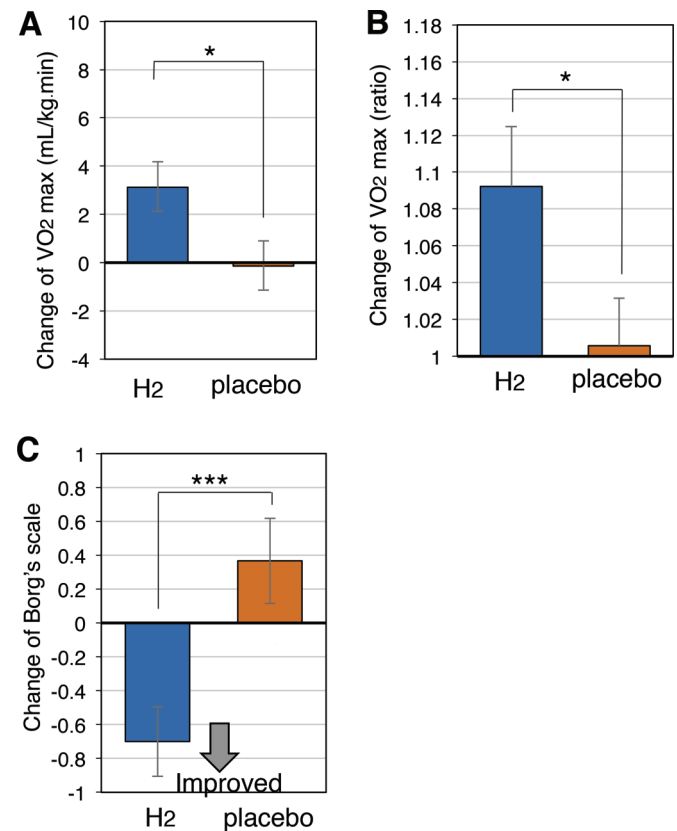 A
Change of VO2 max (mL/kg.min)
10
8
6
4
2
0
-2
-4
*
H2
placebo
B
Change of VO2 max (ratio)
1.18
1.16
1.14
1.12
1.1
1.08
1.06
1.04
1.02
1
*
H2
placebo
C
Change of Borg's scale
1
0.8
0.6
0.4
0.2
0
-0.2
-0.4
-0.6
-0.8
-1
***
Improved
H2
placebo